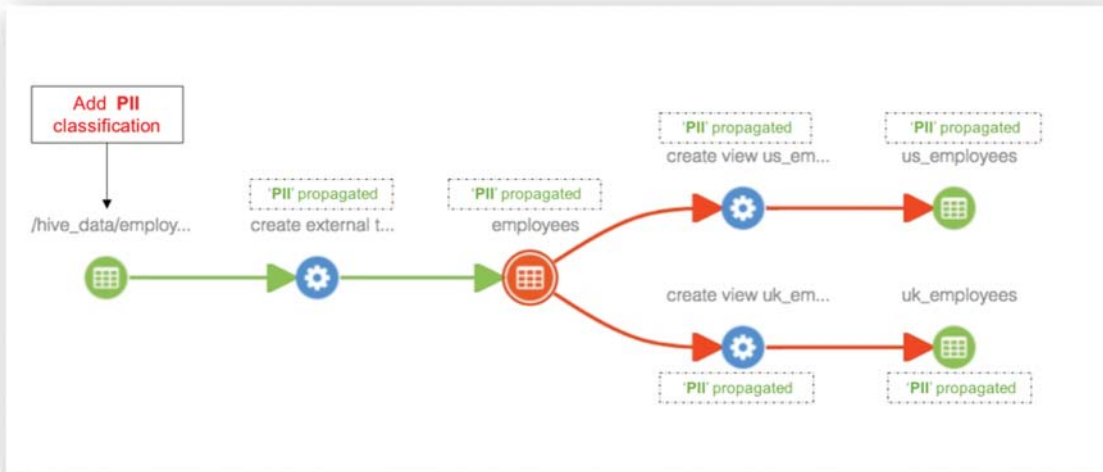 Add PII
classification
/hive_data/employ...
'PII' propagated
create external t...
'PII' propagated
employees
'PII' propagated
create view us_em...
'PII' propagated
us_employees
create view uk_em...
'PII' propagated
uk_employees
'PII' propagated